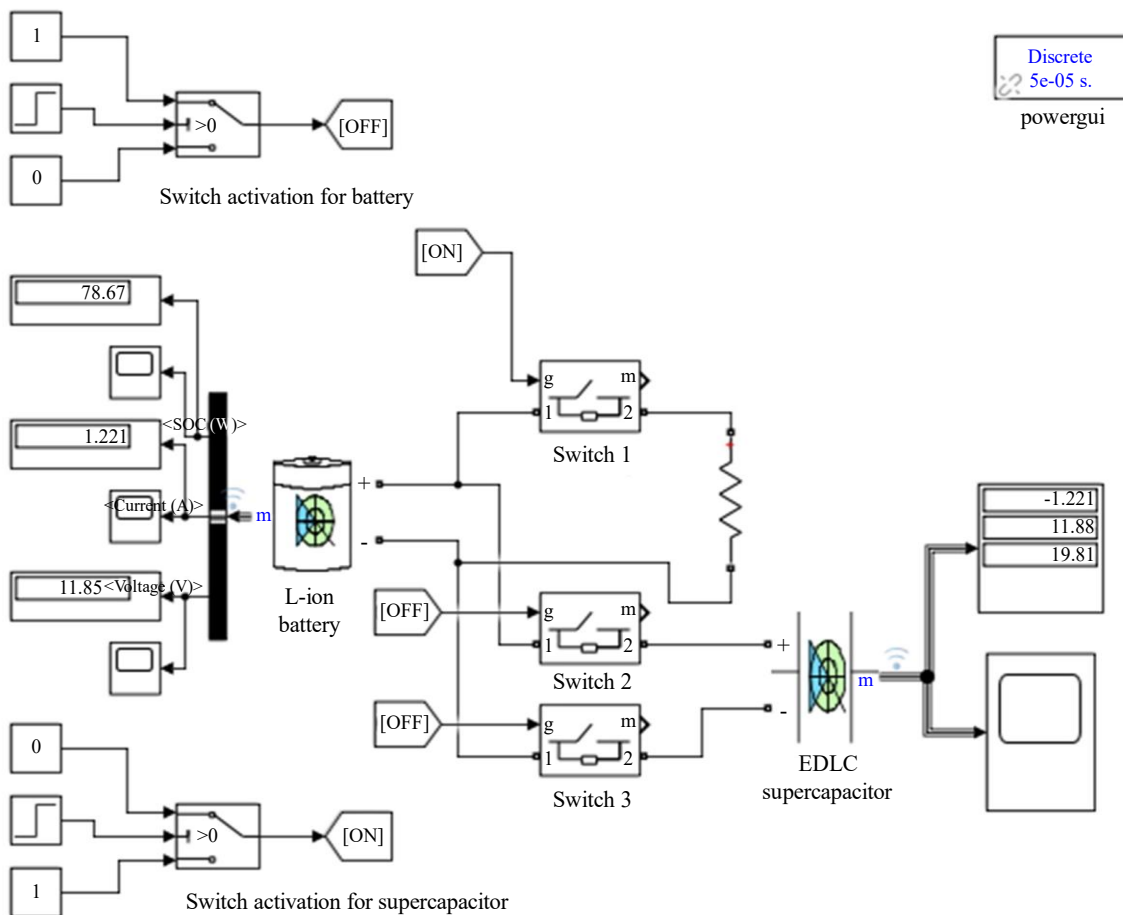 1
>0
[OFF]
0
Switch activation for battery
Discrete
5e-05 s.
powergui
[ON]
78.67
<SOC (W)>
1.221
<Current (A)>
11.85
<Voltage (V)>
m
+
-
L-ion
battery
g
m
1
2
Switch 1
[OFF]
g
m
1
2
Switch 2
[OFF]
g
m
1
2
Switch 3
+
-
m
EDLC
supercapacitor
-1.221
11.88
19.81
0
>0
[ON]
1
Switch activation for supercapacitor